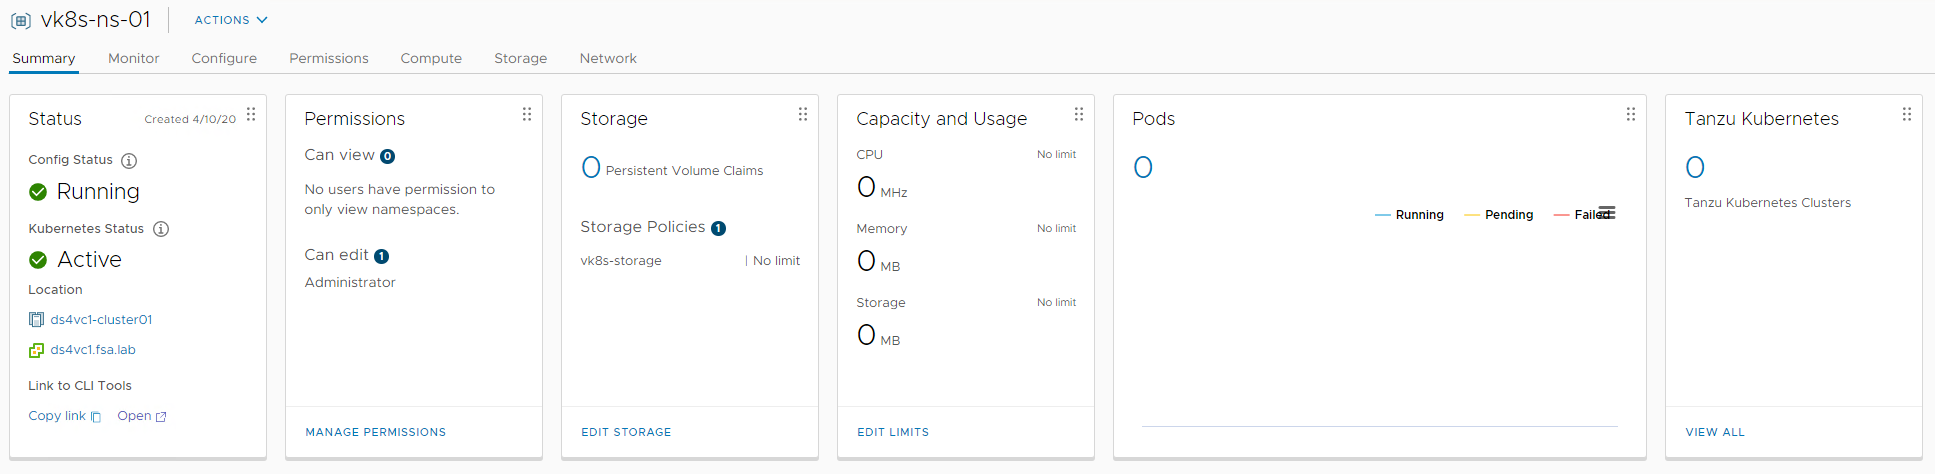 vk8s-ns-01
ACTIONS
Summary Monitor Configure Permissions Compute Storage Network
Status Created 4/10/20
Config Status
Running
Kubernetes Status
Active
Location
ds4vc1-cluster01
ds4vc1.fsa.lab
Link to CLI Tools
Copy link Open
Permissions
Can view 0
No users have permission to
only view namespaces.
Can edit 1
Administrator
MANAGE PERMISSIONS
Storage
0 Persistent Volume Claims
Storage Policies 1
vk8s-storage | No limit
EDIT STORAGE
Capacity and Usage
CPU No limit
0 MHz
Memory No limit
0 MB
Storage No limit
0 MB
EDIT LIMITS
Pods
0
Running Pending Failed
Tanzu Kubernetes
0
Tanzu Kubernetes Clusters
VIEW ALL